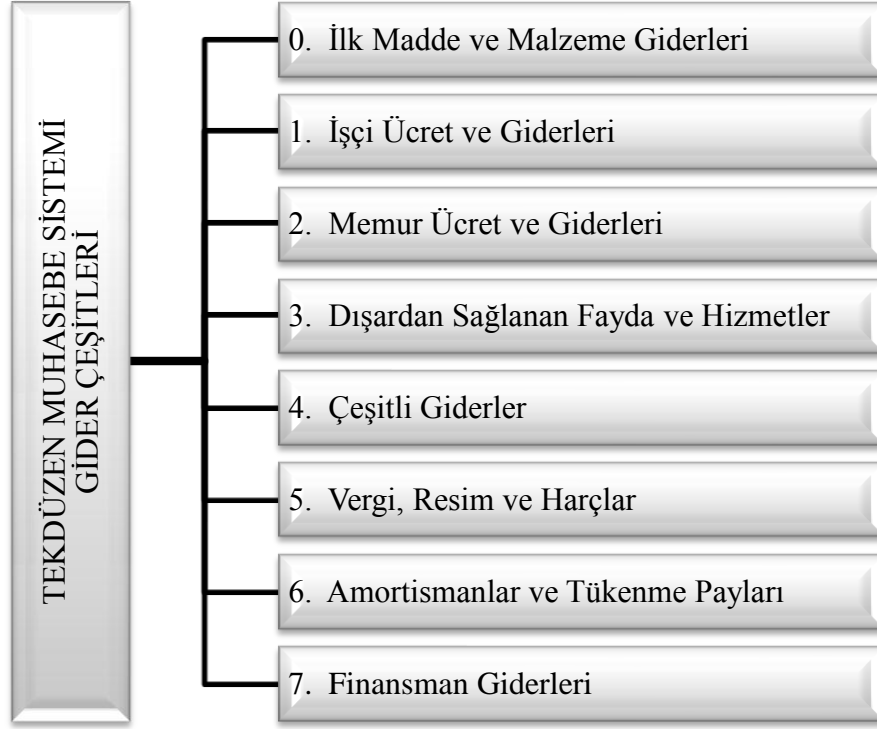 TEKDÜZEN MUHASEBE SİSTEMİ
GİDER ÇEŞİTLERİ
0. İlk Madde ve Malzeme Giderleri
1. İşçi Ücret ve Giderleri
2. Memur Ücret ve Giderleri
3. Dışardan Sağlanan Fayda ve Hizmetler
4. Çeşitli Giderler
5. Vergi, Resim ve Harçlar
6. Amortismanlar ve Tükenme Payları
7. Finansman Giderleri